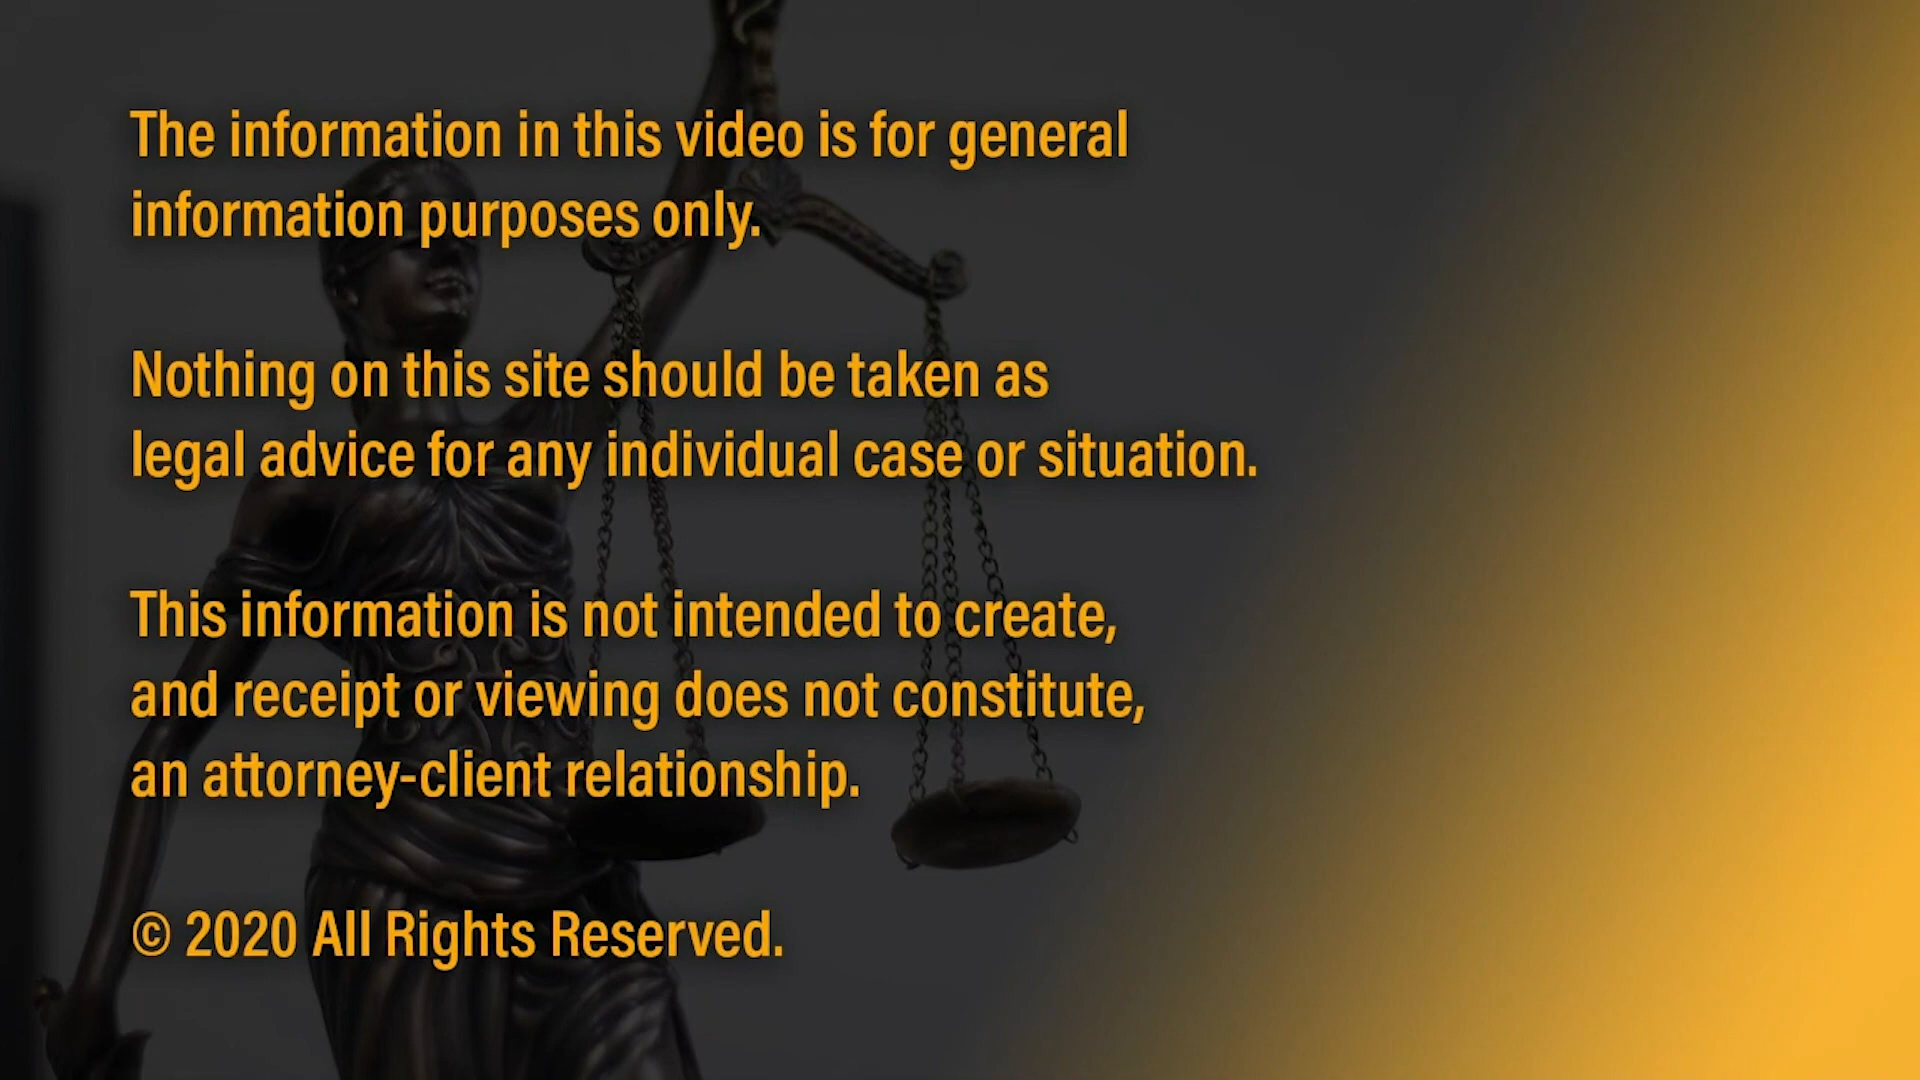 The information in this video is for general
information purposes only.
Nothing on this site should be taken as
legal advice for any individual case or situation.
This information is not intended to create,
and receipt or viewing does not constitute,
an attorney-client relationship.
© 2020 All Rights Reserved.